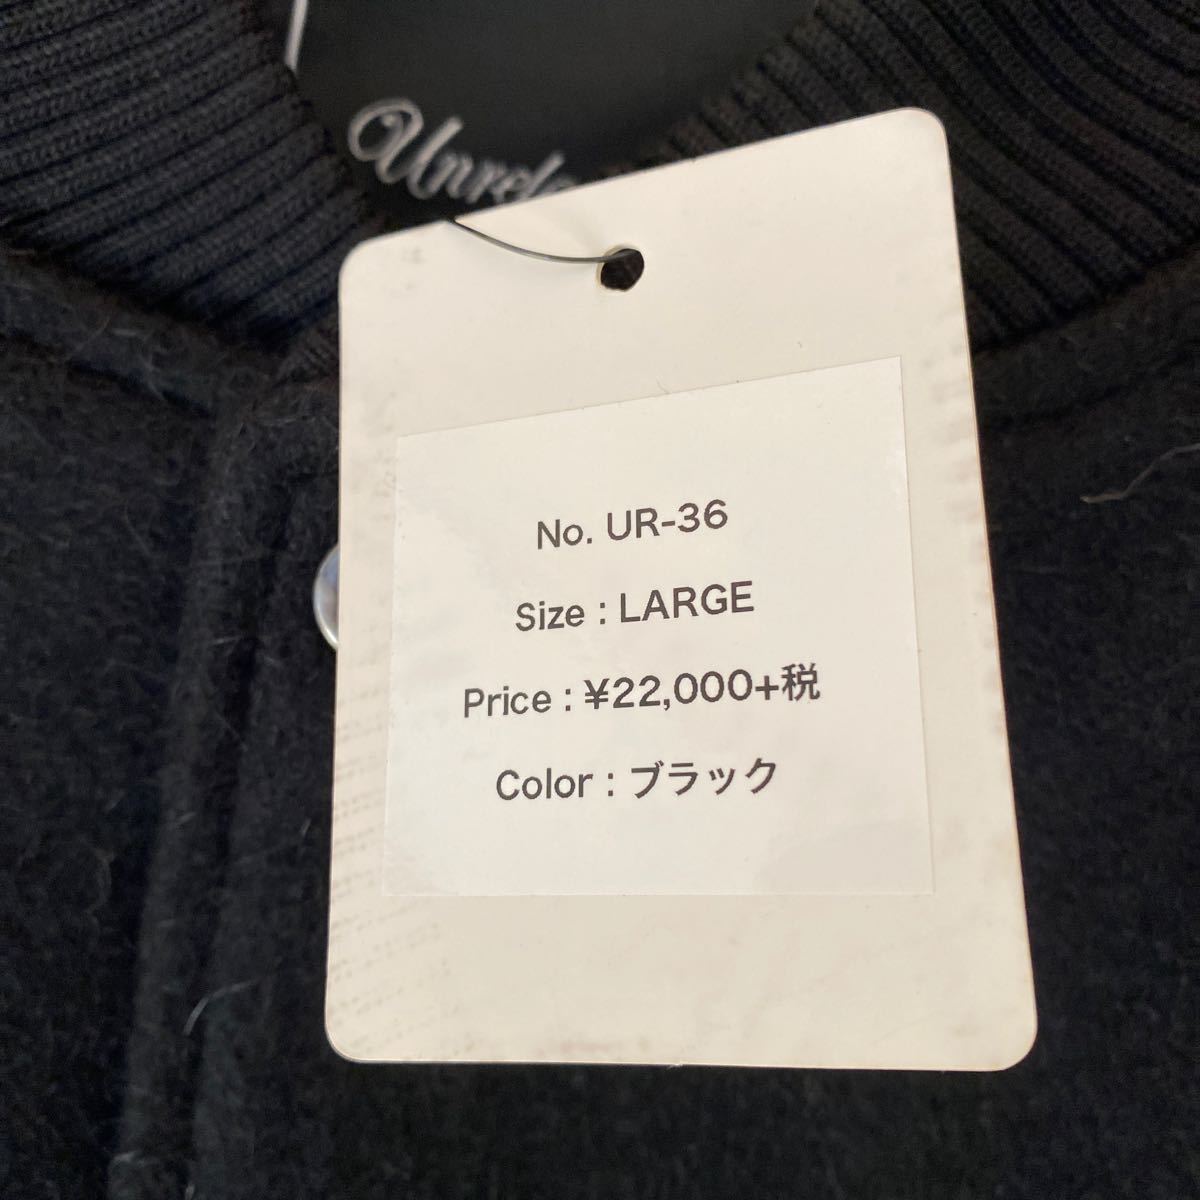 No. UR-36
Size : LARGE
Price : ¥22,000+税
Color : ブラック